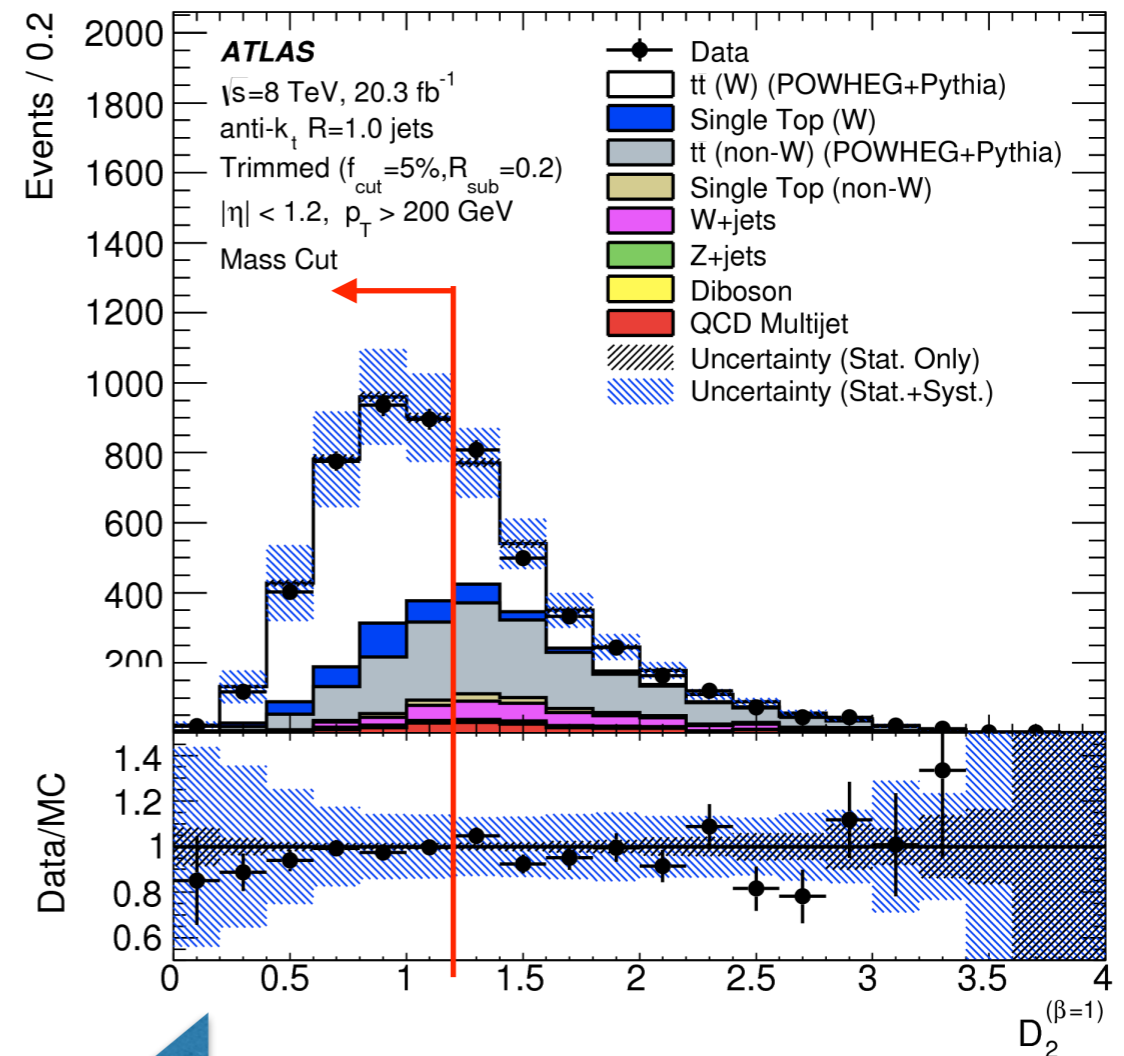 Events / 0.2
2000
1800
1600
1400
1200
1000
800
600
400
200
ATLAS
√s=8 TeV, 20.3 fb⁻¹
anti-kₜ R=1.0 jets
Trimmed (f_cut=5%,R_sub=0.2)
|η| < 1.2, p_T > 200 GeV
Mass Cut
Data
tt̄ (W) (POWHEG+Pythia)
Single Top (W)
tt̄ (non-W) (POWHEG+Pythia)
Single Top (non-W)
W+jets
Z+jets
Diboson
QCD Multijet
Uncertainty (Stat. Only)
Uncertainty (Stat.+Syst.)
Data/MC
1.4
1.2
1
0.8
0.6
0 0.5 1 1.5 2 2.5 3 3.5 4
D₂^(β=1)